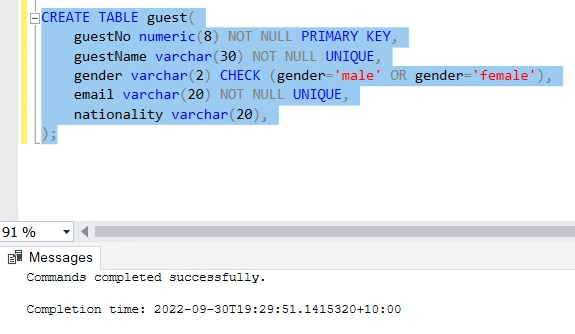 CREATE TABLE guest(
guestNo numeric(8) NOT NULL PRIMARY KEY,
guestName varchar(30) NOT NULL UNIQUE,
gender varchar(2) CHECK (gender='male' OR gender='female'),
email varchar(20) NOT NULL UNIQUE,
nationality varchar(20),
);
91 %
Messages
Commands completed successfully.
Completion time: 2022-09-30T19:29:51.1415320+10:00